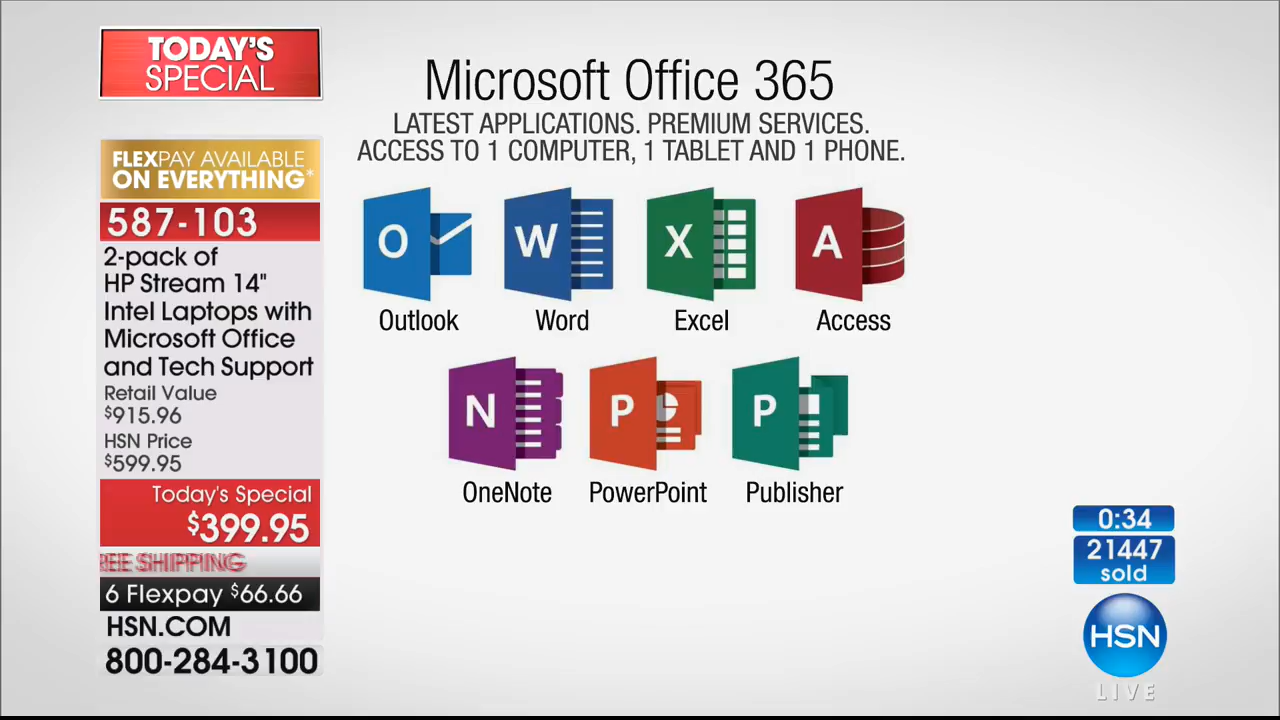 TODAY'S
SPECIAL
FLEXPAY AVAILABLE
ON EVERYTHING*
587-103
2-pack of
HP Stream 14"
Intel Laptops with
Microsoft Office
and Tech Support
Retail Value
$915.96
HSN Price
$599.95
Today's Special
$399.95
REE SHIPPING
6 Flexpay $66.66
HSN.COM
800-284-3100
Microsoft Office 365
LATEST APPLICATIONS. PREMIUM SERVICES.
ACCESS TO 1 COMPUTER, 1 TABLET AND 1 PHONE.
O W X A
Outlook Word Excel Access
N P P
OneNote PowerPoint Publisher
0:34
21447
sold
HSN
LIVE